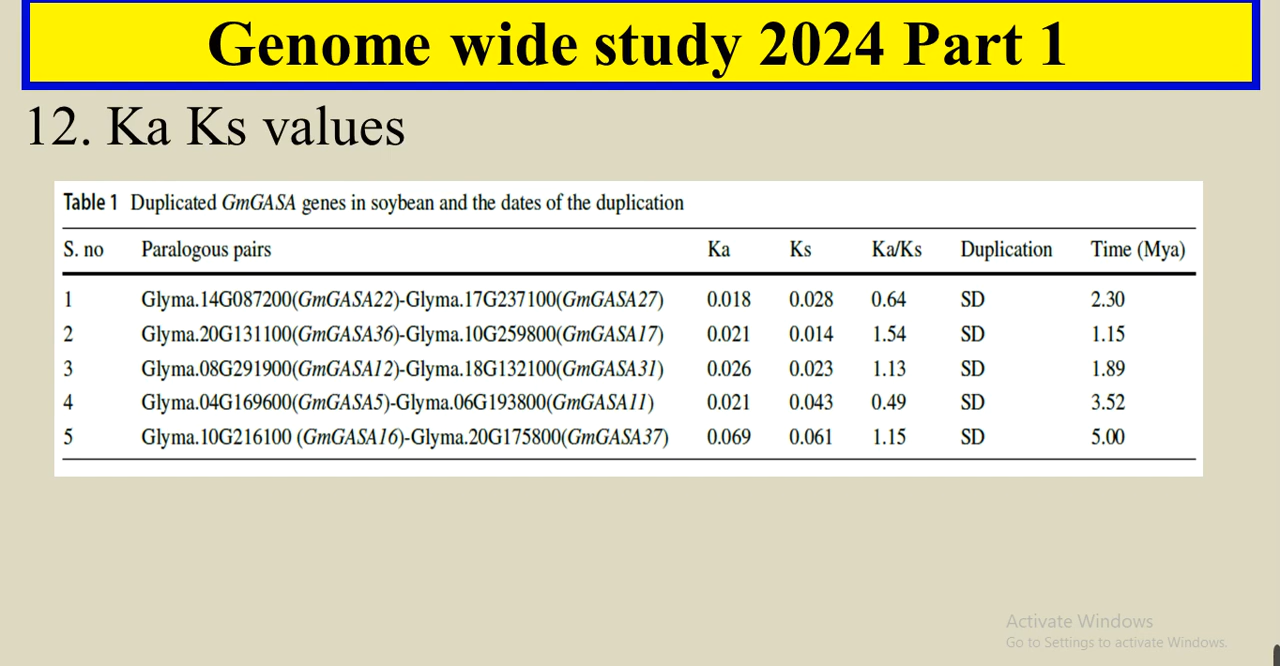 Genome wide study 2024 Part 1
12. Ka Ks values
Table 1 Duplicated GmGASA genes in soybean and the dates of the duplication
S. no Paralogous pairs Ka Ks Ka/Ks Duplication Time (Mya)
1 Glyma.14G087200(GmGASA22)-Glyma.17G237100(GmGASA27) 0.018 0.028 0.64 SD 2.30
2 Glyma.20G131100(GmGASA36)-Glyma.10G259800(GmGASA17) 0.021 0.014 1.54 SD 1.15
3 Glyma.08G291900(GmGASA12)-Glyma.18G132100(GmGASA31) 0.026 0.023 1.13 SD 1.89
4 Glyma.04G169600(GmGASA5)-Glyma.06G193800(GmGASA11) 0.021 0.043 0.49 SD 3.52
5 Glyma.10G216100 (GmGASA16)-Glyma.20G175800(GmGASA37) 0.069 0.061 1.15 SD 5.00
Activate Windows
Go to Settings to activate Windows.